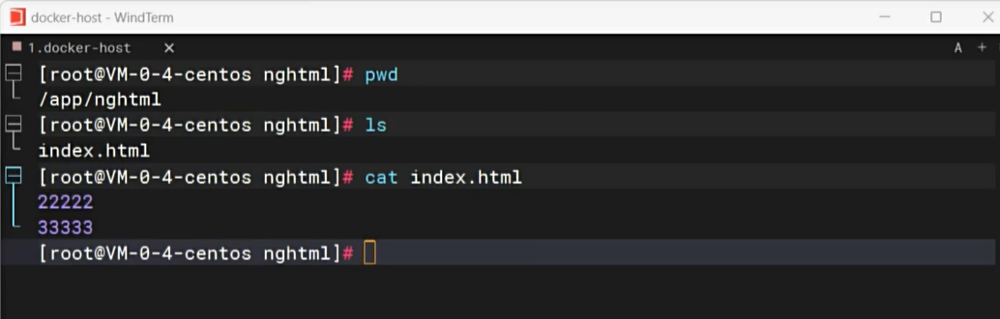 docker-host - WindTerm
1.docker-host
A +
[root@VM-0-4-centos nghtml]# pwd
/app/nghtml
[root@VM-0-4-centos nghtml]# ls
index.html
[root@VM-0-4-centos nghtml]# cat index.html
22222
33333
[root@VM-0-4-centos nghtml]#